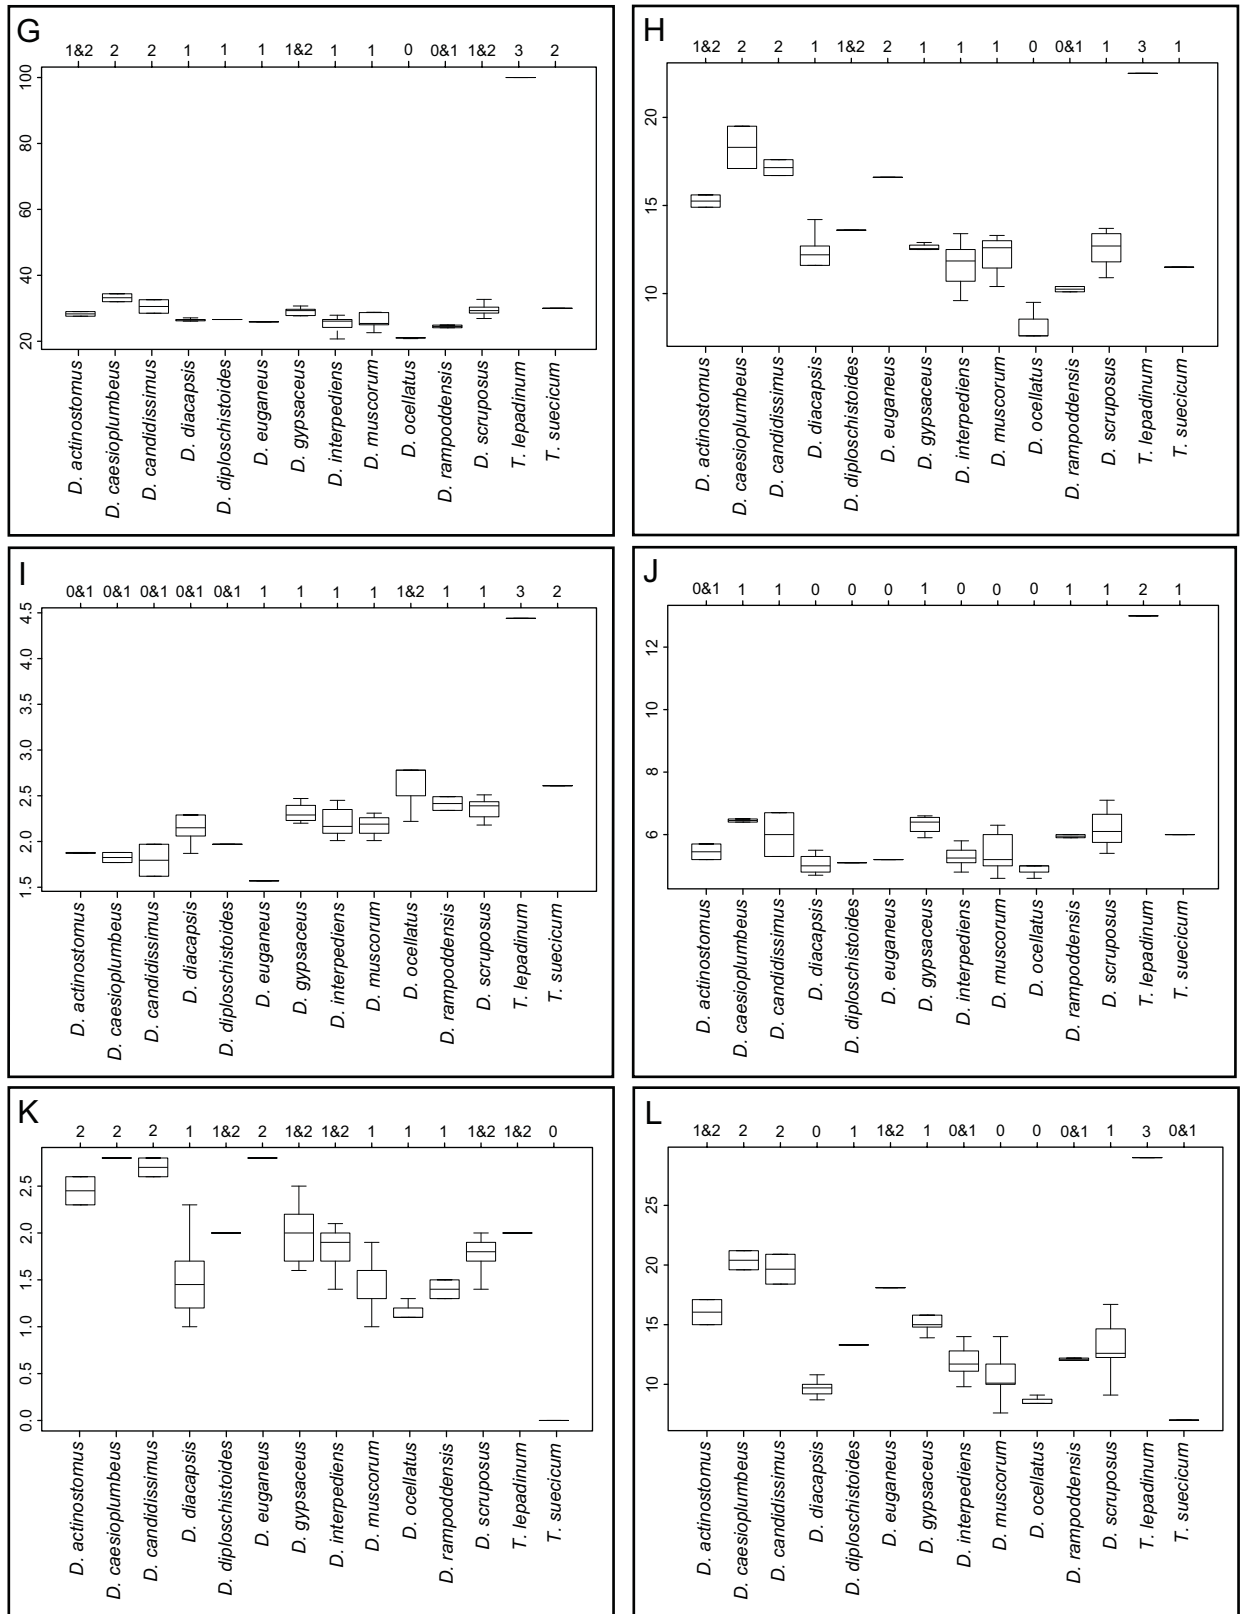 G
1&2 2 2 1 1 1 1&2 1 1 0 0&1 1&2 3 2
100
80
60
40
20
D. actinostomus
D. caesioplumbeus
D. candidissimus
D. diacapsis
D. diploschistoides
D. euganeus
D. gypsaceus
D. interpediens
D. muscorum
D. ocellatus
D. rampoddensis
D. scruposus
T. lepadinum
T. suecicum
H
1&2 2 2 1 1&2 2 1 1 1 0 0&1 1 3 1
20
15
10
D. actinostomus
D. caesioplumbeus
D. candidissimus
D. diacapsis
D. diploschistoides
D. euganeus
D. gypsaceus
D. interpediens
D. muscorum
D. ocellatus
D. rampoddensis
D. scruposus
T. lepadinum
T. suecicum
I
0&1 0&1 0&1 0&1 0&1 1 1 1 1 1&2 1 1 3 2
4.5
4.0
3.5
3.0
2.5
2.0
1.5
D. actinostomus
D. caesioplumbeus
D. candidissimus
D. diacapsis
D. diploschistoides
D. euganeus
D. gypsaceus
D. interpediens
D. muscorum
D. ocellatus
D. rampoddensis
D. scruposus
T. lepadinum
T. suecicum
J
0&1 1 1 0 0 0 1 0 0 0 1 1 2 1
12
10
8
6
D. actinostomus
D. caesioplumbeus
D. candidissimus
D. diacapsis
D. diploschistoides
D. euganeus
D. gypsaceus
D. interpediens
D. muscorum
D. ocellatus
D. rampoddensis
D. scruposus
T. lepadinum
T. suecicum
K
2 2 2 1 1&2 2 1&2 1&2 1 1 1 1&2 1&2 0
2.5
2.0
1.5
1.0
0.5
0.0
D. actinostomus
D. caesioplumbeus
D. candidissimus
D. diacapsis
D. diploschistoides
D. euganeus
D. gypsaceus
D. interpediens
D. muscorum
D. ocellatus
D. rampoddensis
D. scruposus
T. lepadinum
T. suecicum
L
1&2 2 2 0 1 1&2 1 0&1 0 0 0&1 1 3 0&1
25
20
15
10
D. actinostomus
D. caesioplumbeus
D. candidissimus
D. diacapsis
D. diploschistoides
D. euganeus
D. gypsaceus
D. interpediens
D. muscorum
D. ocellatus
D. rampoddensis
D. scruposus
T. lepadinum
T. suecicum